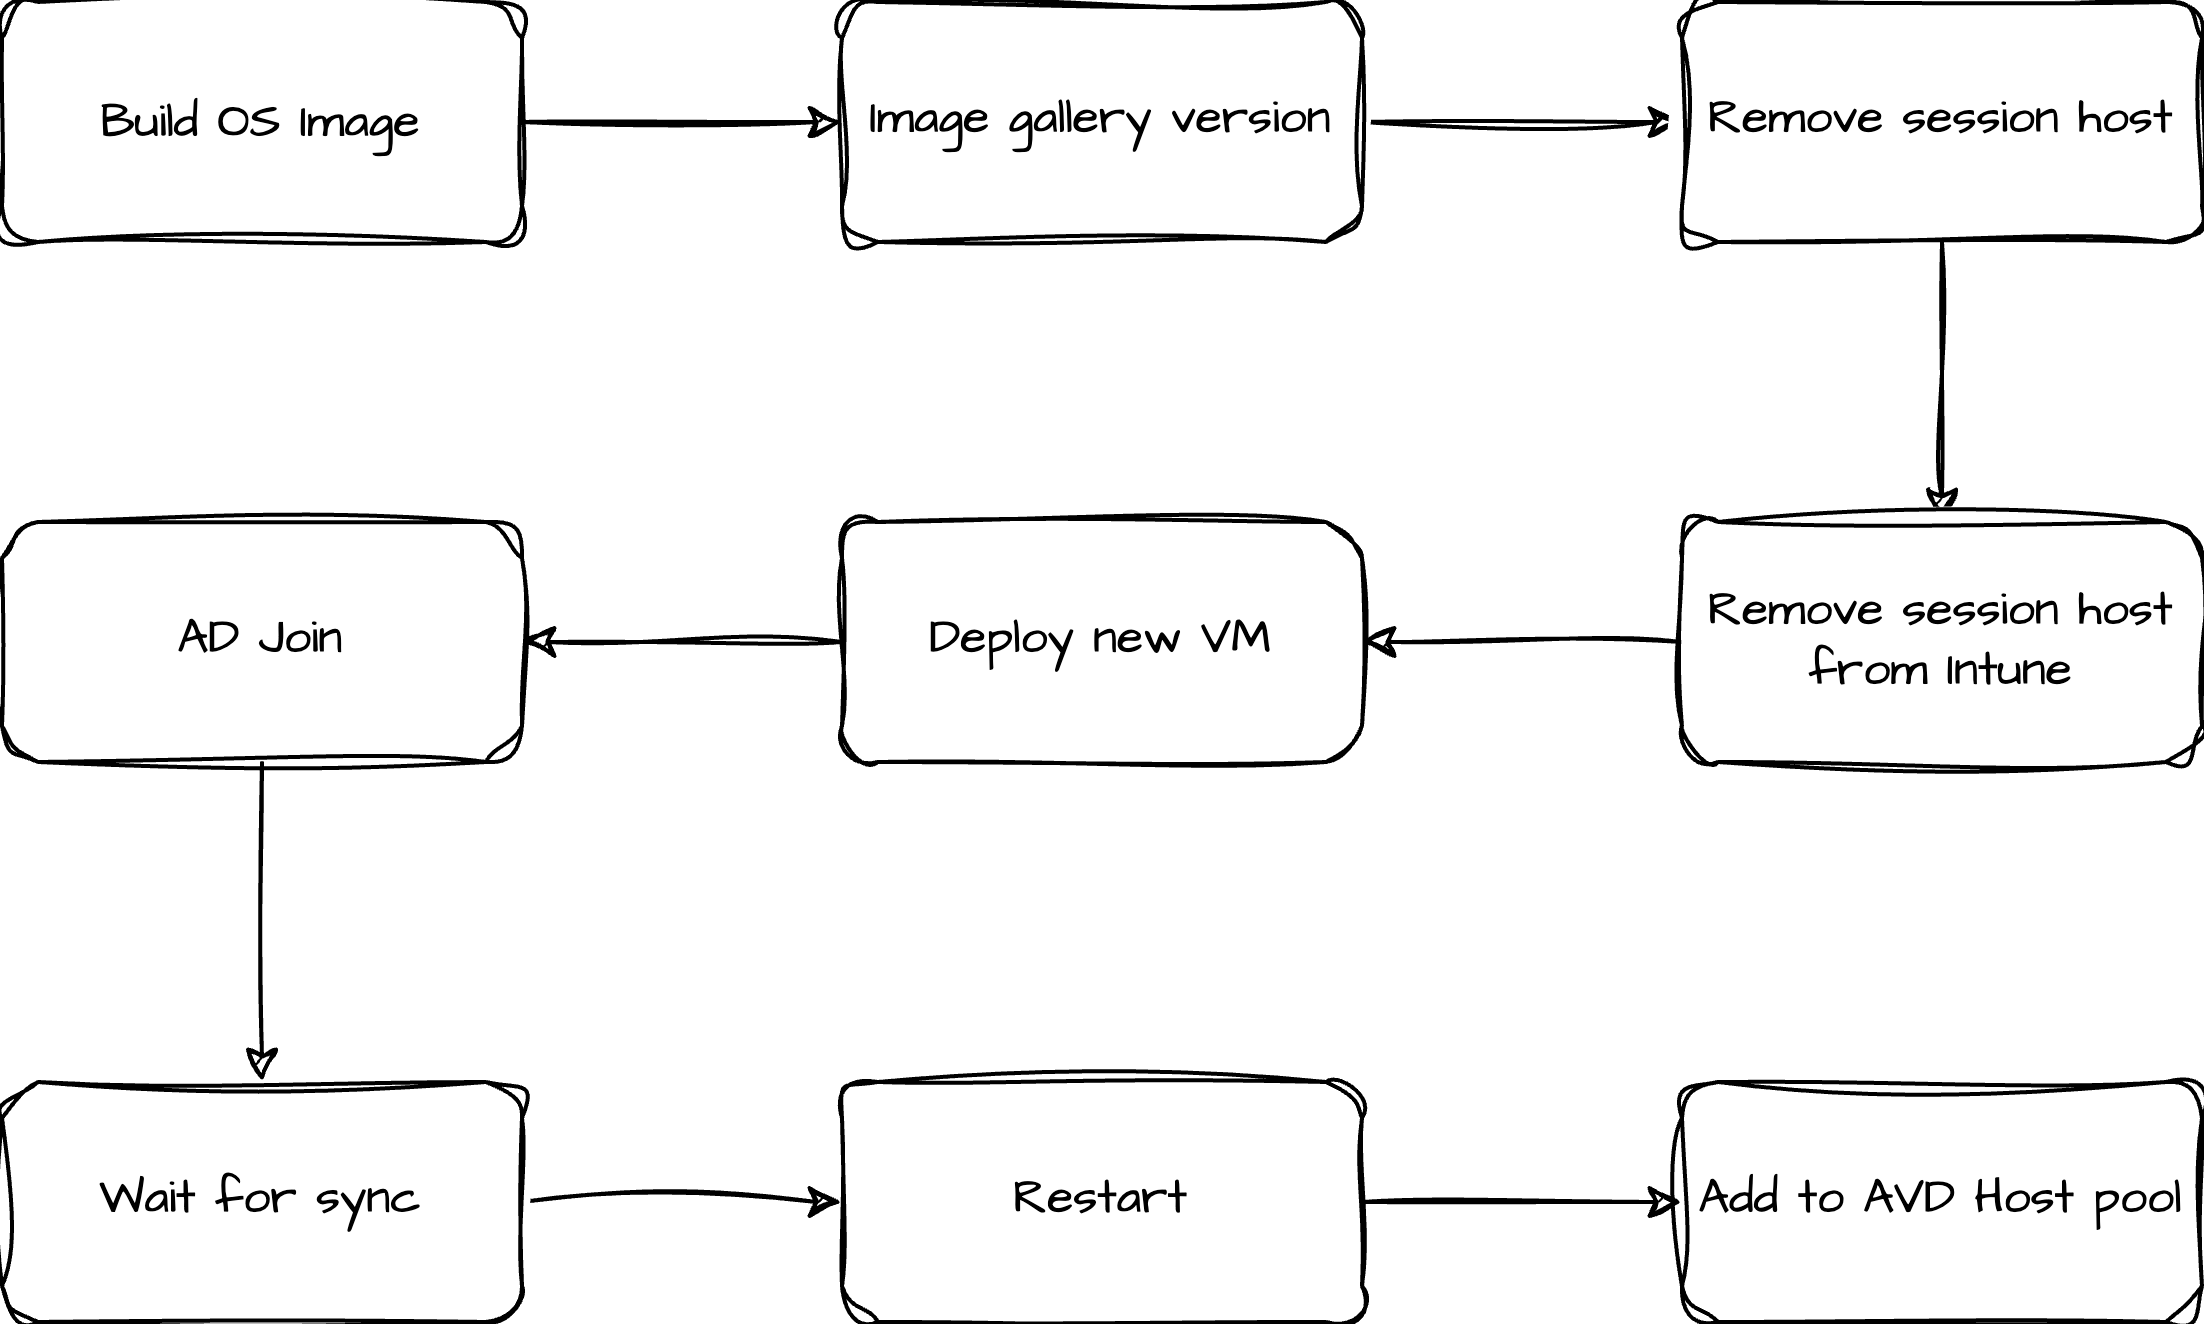 Build OS Image
Image gallery version
Remove session host
Remove session host
from Intune
Deploy new VM
AD Join
Wait for sync
Restart
Add to AVD Host pool